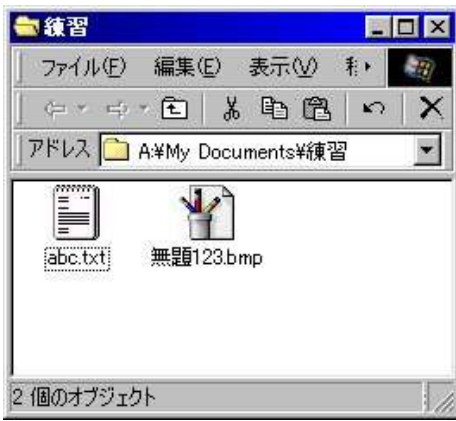 練習
ファイル(F) 編集(E) 表示(V)
アドレス A:¥My Documents¥練習
abc.txt 無題123.bmp
2 個のオブジェクト